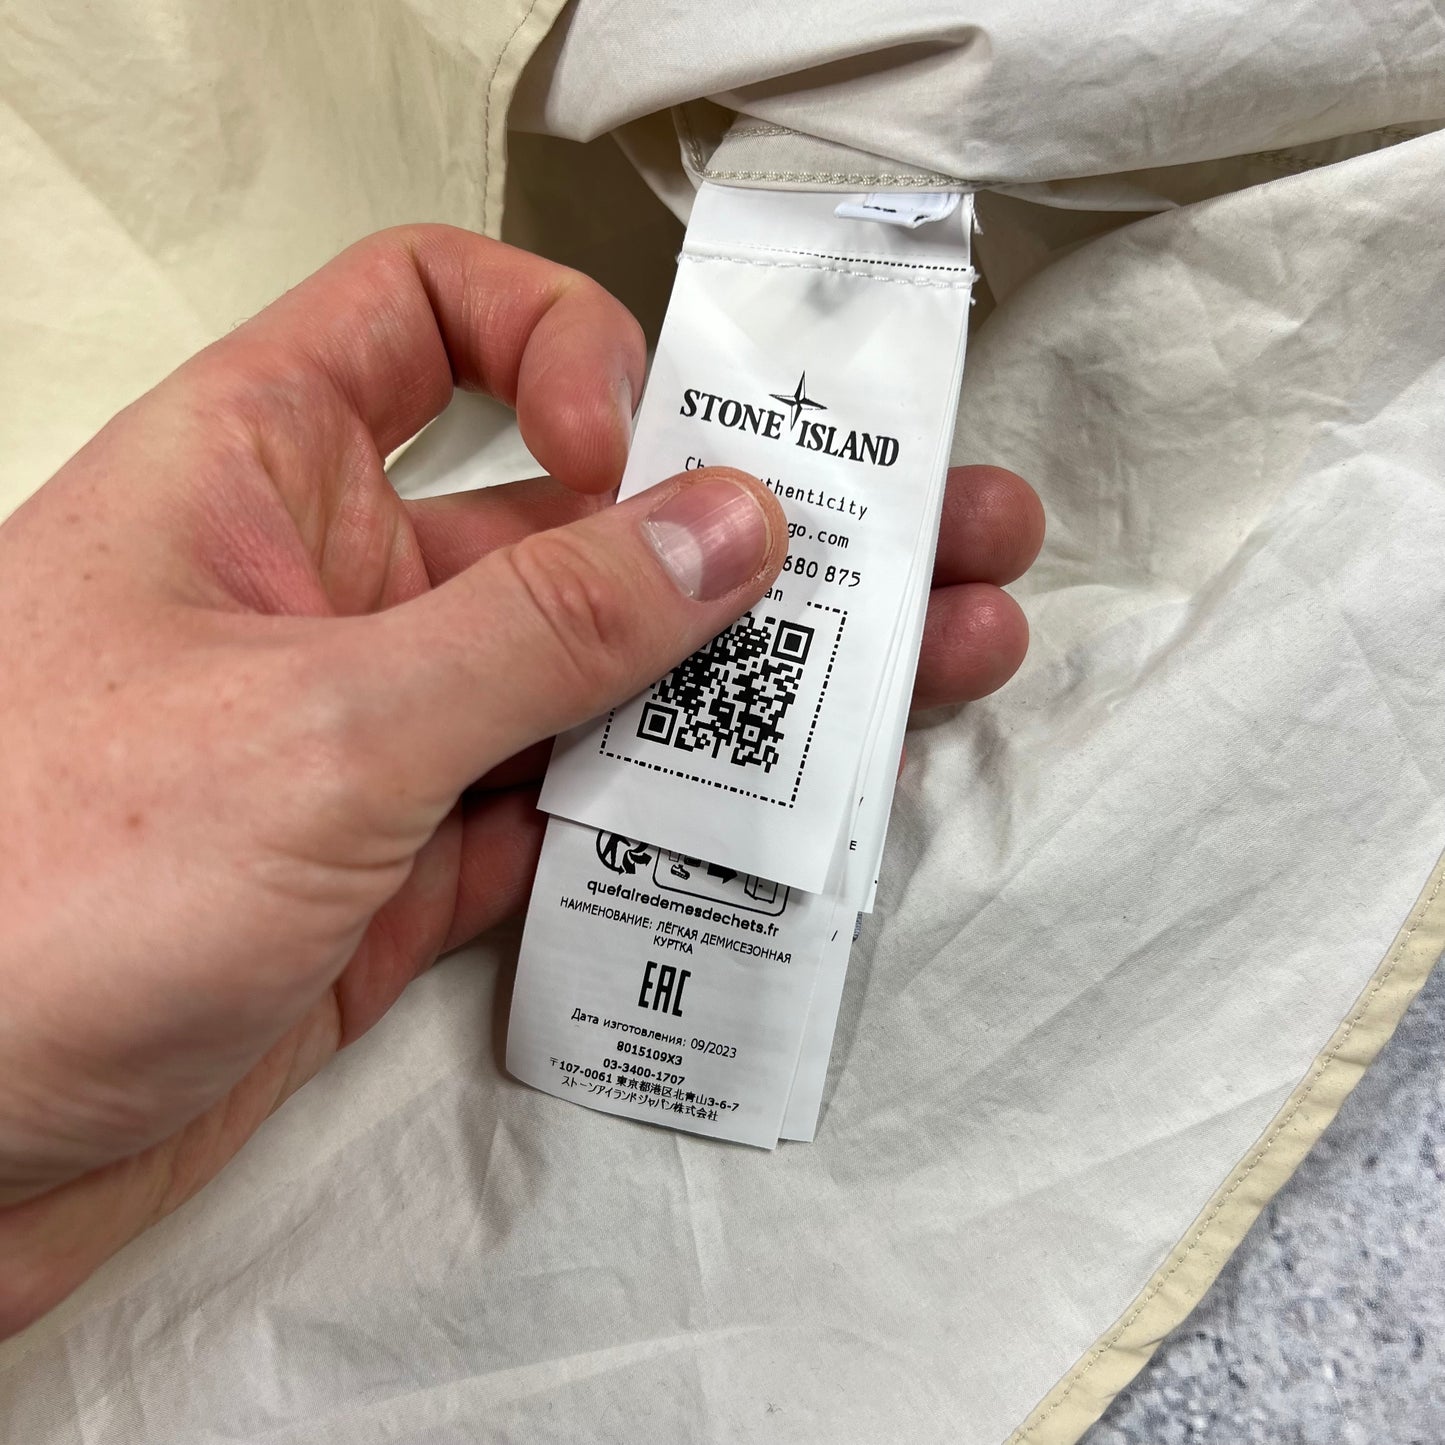 STONE ISLAND
authenticity
go.com
680 875
quefairedemesdechets.fr
НАИМЕНОВАНИЕ: ЛЁГКАЯ ДЕМИСЕЗОННАЯ
КУРТКА
EAC
Дата изготовления: 09/2023
8015109X3
03-3400-1707
〒107-0061 東京都港区北青山3-6-7
ストーンアイランドジャパン株式会社